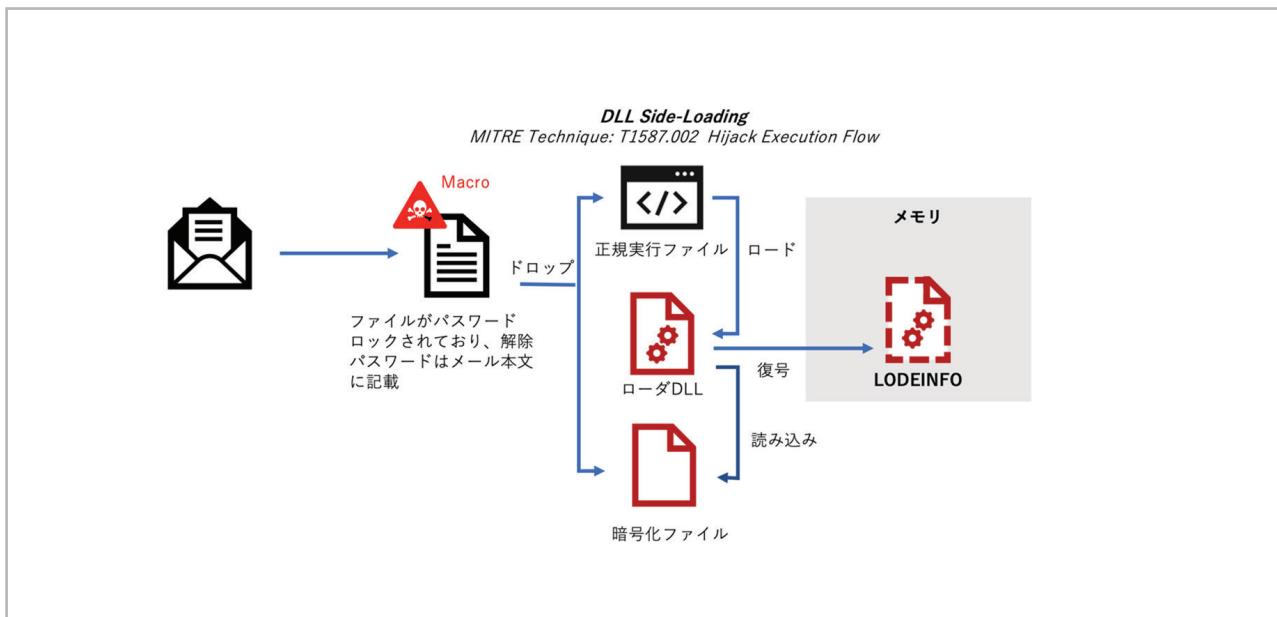 DLL Side-Loading
MITRE Technique: T1587.002 Hijack Execution Flow
Macro
ファイルがパスワード
ロックされており、解除
パスワードはメール本文
に記載
ドロップ
</>
正規実行ファイル
ロード
ローダDLL
復号
読み込み
暗号化ファイル
メモリ
LODEINFO